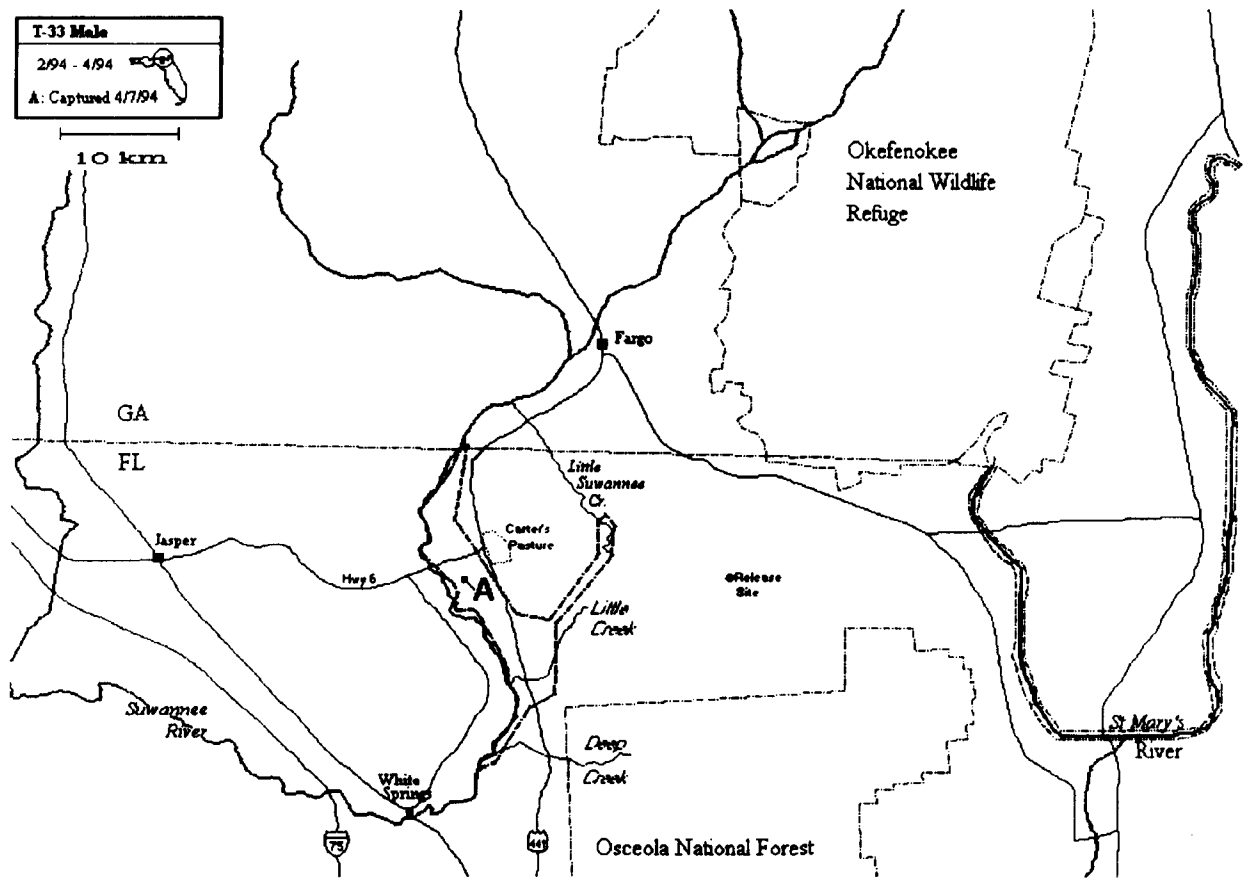 T-33 Male
2/94 - 4/94
A: Captured 4/7/94
10 km
Okefenokee
National Wildlife
Refuge
Fargo
GA
FL
Little
Suwannee
Cr.
Carter's
Pasture
Jasper
Hwy 6
A
Release
Site
Little
Creek
Suwannee
River
St Mary's
River
Deep
Creek
White
Springs
75
441
Osceola National Forest